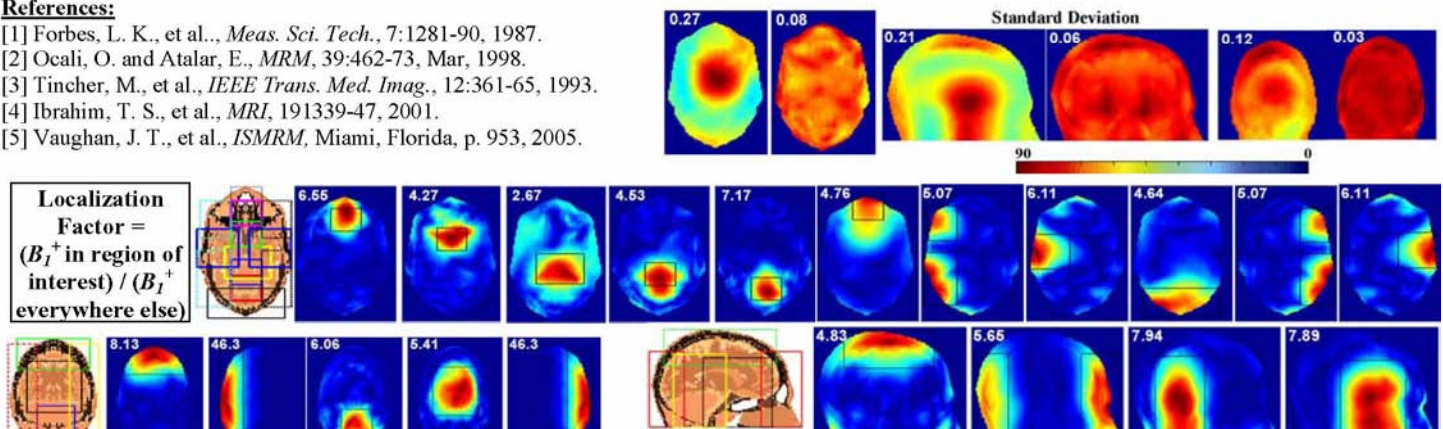 References:
[1] Forbes, L. K., et al.., Meas. Sci. Tech., 7:1281-90, 1987.
[2] Ocali, O. and Atalar, E., MRM, 39:462-73, Mar, 1998.
[3] Tincher, M., et al., IEEE Trans. Med. Imag., 12:361-65, 1993.
[4] Ibrahim, T. S., et al., MRI, 191339-47, 2001.
[5] Vaughan, J. T., et al., ISMRM, Miami, Florida, p. 953, 2005.
Standard Deviation
0.27 0.08 0.21 0.06 0.12 0.03
90 0
Localization
Factor =
(B₁⁺ in region of
interest) / (B₁⁺
everywhere else)
6.55 4.27 2.67 4.53 7.17 4.76 5.07 6.11 4.64 5.07 6.11
8.13 46.3 6.06 5.41 46.3 4.83 5.65 7.94 7.89